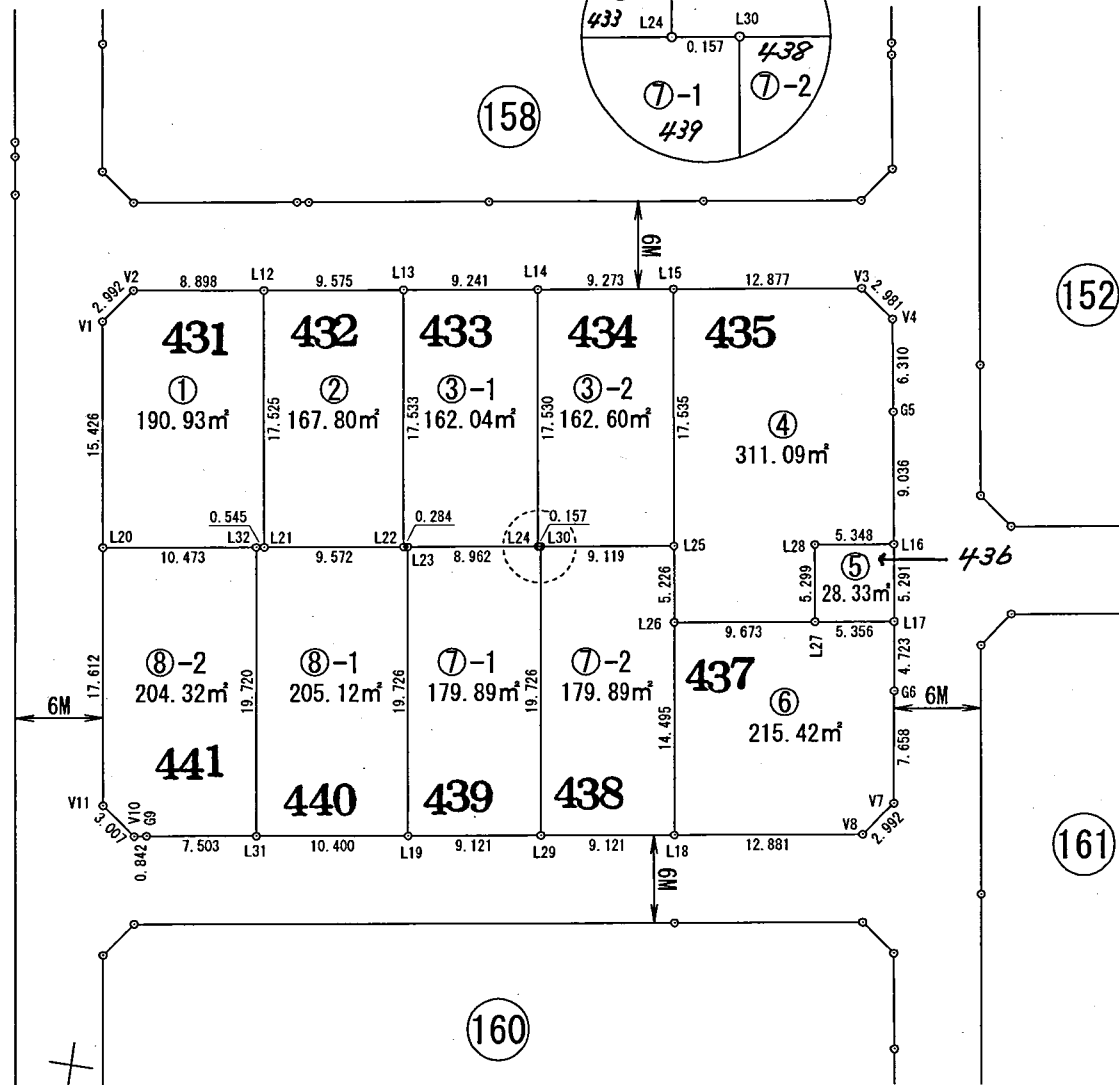 433 L24 L30
0.157 438
⑦-1 ⑦-2
439
158
6M
V2 8.898 L12 9.575 L13 9.241 L14 9.273 L15 12.877 V3
2.992 2.981
V1 V4
431 432 433 434 435
152
6.310
① ② ③-1 ③-2
190.93㎡ 167.80㎡ 162.04㎡ 162.60㎡
G5
④
311.09㎡
15.426 17.525 17.533 17.530 17.535 9.036
0.545 0.284 0.157
L20 10.473 L32 L21 9.572 L22 L23 8.962 L24 L30 9.119 L25
L28 5.348 L16
5.226 5.299 ⑤ 5.291 436
28.33㎡
L26 9.673 L27 5.356 L17
4.723
⑧-2 ⑧-1 ⑦-1 ⑦-2
204.32㎡ 205.12㎡ 179.89㎡ 179.89㎡
437
G6
⑥
215.42㎡
6M 6M
17.612 19.720 19.726 19.726 14.495 7.658
441 440 439 438
V11 V7
3.007 V10 G9 V8 2.992
0.842 7.503 L31 10.400 L19 9.121 L29 9.121 L18 12.881
161
6M
160